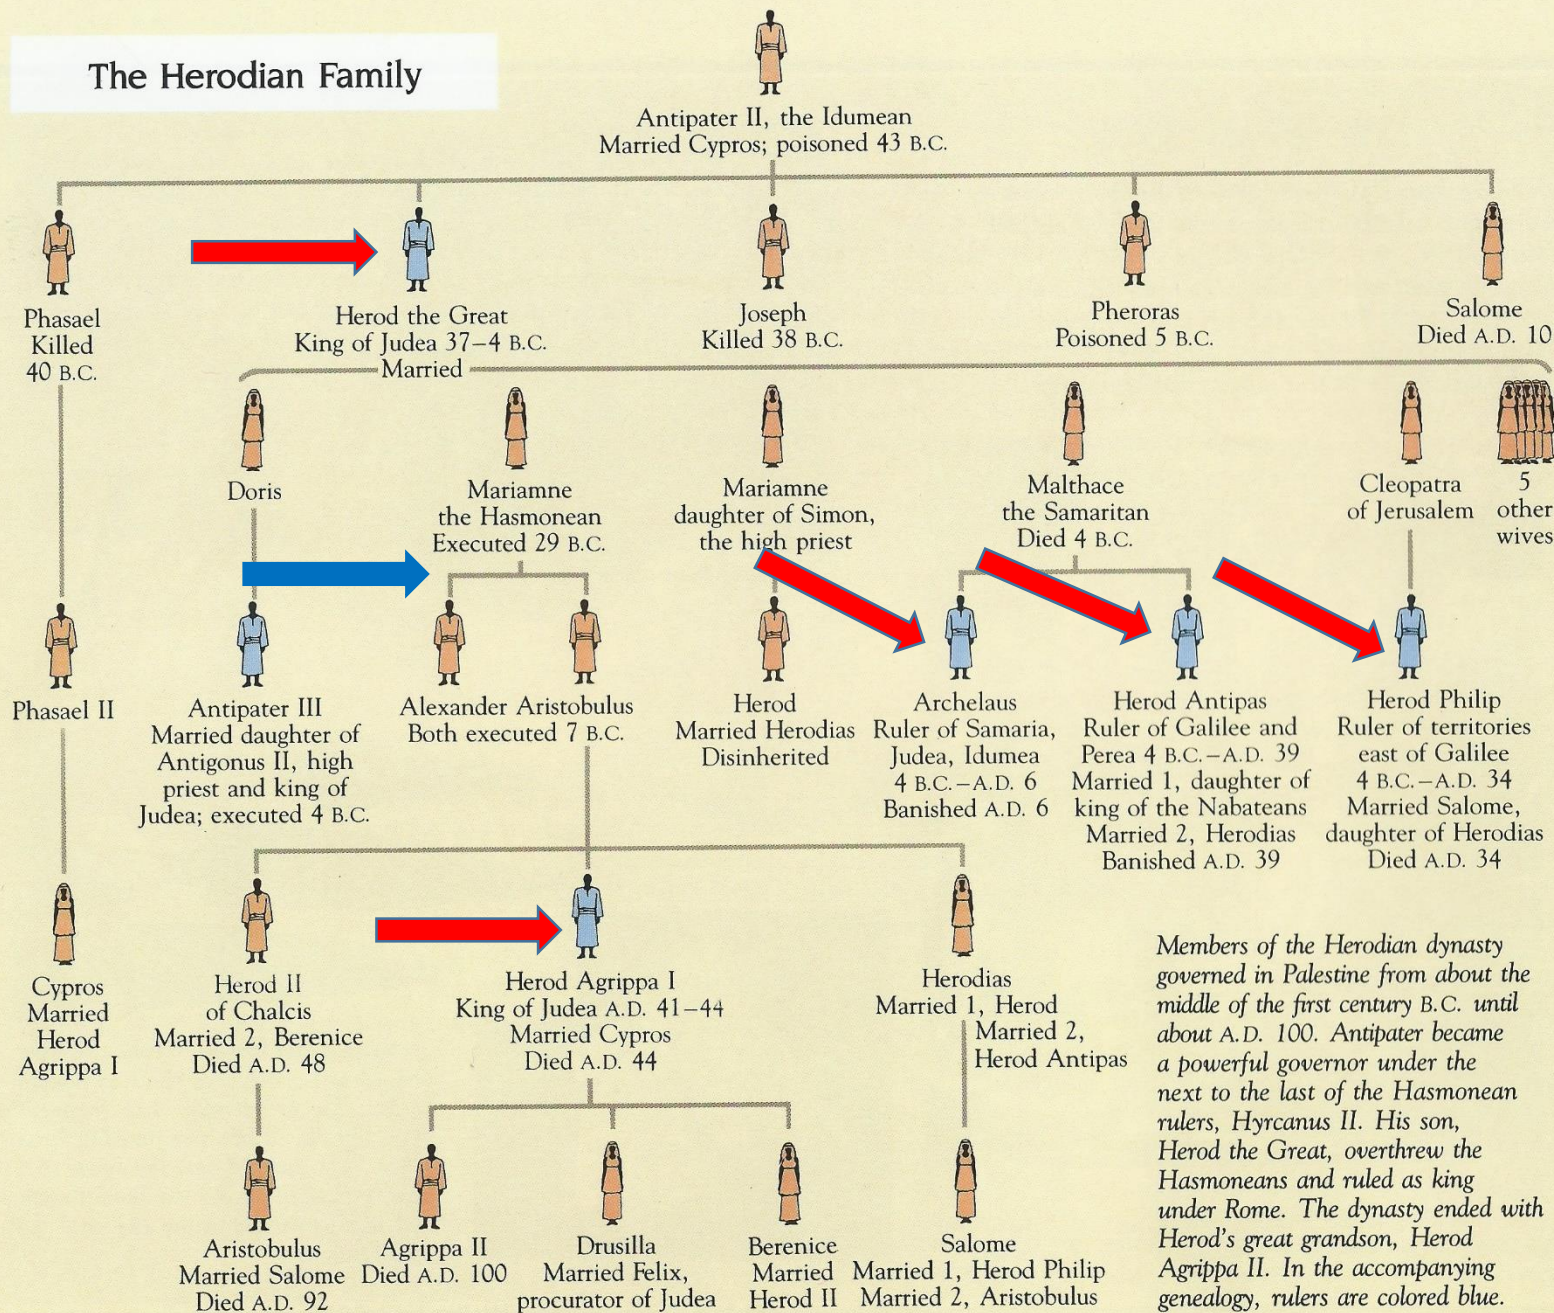 The Herodian Family
Antipater II, the Idumean
Married Cypros; poisoned 43 B.C.
Phasael
Killed
40 B.C.
Herod the Great
King of Judea 37–4 B.C.
Married
Joseph
Killed 38 B.C.
Pheroras
Poisoned 5 B.C.
Salome
Died A.D. 10
Doris
Mariamne
the Hasmonean
Executed 29 B.C.
Mariamne
daughter of Simon,
the high priest
Malthace
the Samaritan
Died 4 B.C.
Cleopatra
of Jerusalem
5
other
wives
Phasael II
Antipater III
Married daughter of
Antigonus II, high
priest and king of
Judea; executed 4 B.C.
Alexander Aristobulus
Both executed 7 B.C.
Herod
Married Herodias
Disinherited
Archelaus
Ruler of Samaria,
Judea, Idumea
4 B.C.–A.D. 6
Banished A.D. 6
Herod Antipas
Ruler of Galilee and
Perea 4 B.C.–A.D. 39
Married 1, daughter of
king of the Nabateans
Married 2, Herodias
Banished A.D. 39
Herod Philip
Ruler of territories
east of Galilee
4 B.C.–A.D. 34
Married Salome,
daughter of Herodias
Died A.D. 34
Cypros
Married
Herod
Agrippa I
Herod II
of Chalcis
Married 2, Berenice
Died A.D. 48
Herod Agrippa I
King of Judea A.D. 41–44
Married Cypros
Died A.D. 44
Herodias
Married 1, Herod
Married 2,
Herod Antipas
Aristobulus
Married Salome
Died A.D. 92
Agrippa II
Died A.D. 100
Drusilla
Married Felix,
procurator of Judea
Berenice
Married
Herod II
Salome
Married 1, Herod Philip
Married 2, Aristobulus
Members of the Herodian dynasty
governed in Palestine from about the
middle of the first century B.C. until
about A.D. 100. Antipater became
a powerful governor under the
next to the last of the Hasmonean
rulers, Hyrcanus II. His son,
Herod the Great, overthrew the
Hasmoneans and ruled as king
under Rome. The dynasty ended with
Herod's great grandson, Herod
Agrippa II. In the accompanying
genealogy, rulers are colored blue.